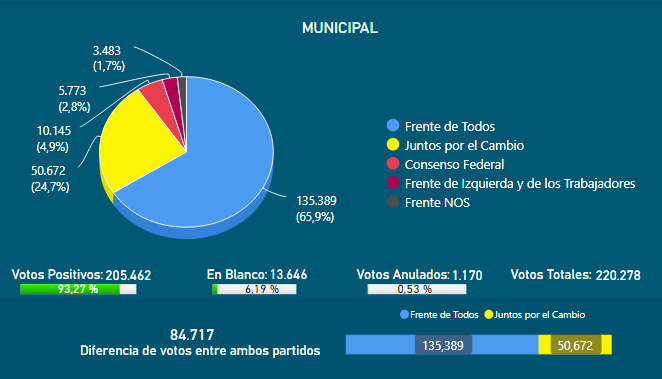 MUNICIPAL
3.483
(1,7%)
5.773
(2,8%)
10.145
(4,9%)
50.672
(24,7%)
135.389
(65,9%)
Frente de Todos
Juntos por el Cambio
Consenso Federal
Frente de Izquierda y de los Trabajadores
Frente NOS
Votos Positivos: 205.462
93,27 %
En Blanco: 13.646
6,19 %
Votos Anulados: 1.170
0,53 %
Votos Totales: 220.278
84.717
Diferencia de votos entre ambos partidos
Frente de Todos Juntos por el Cambio
135,389 50,672